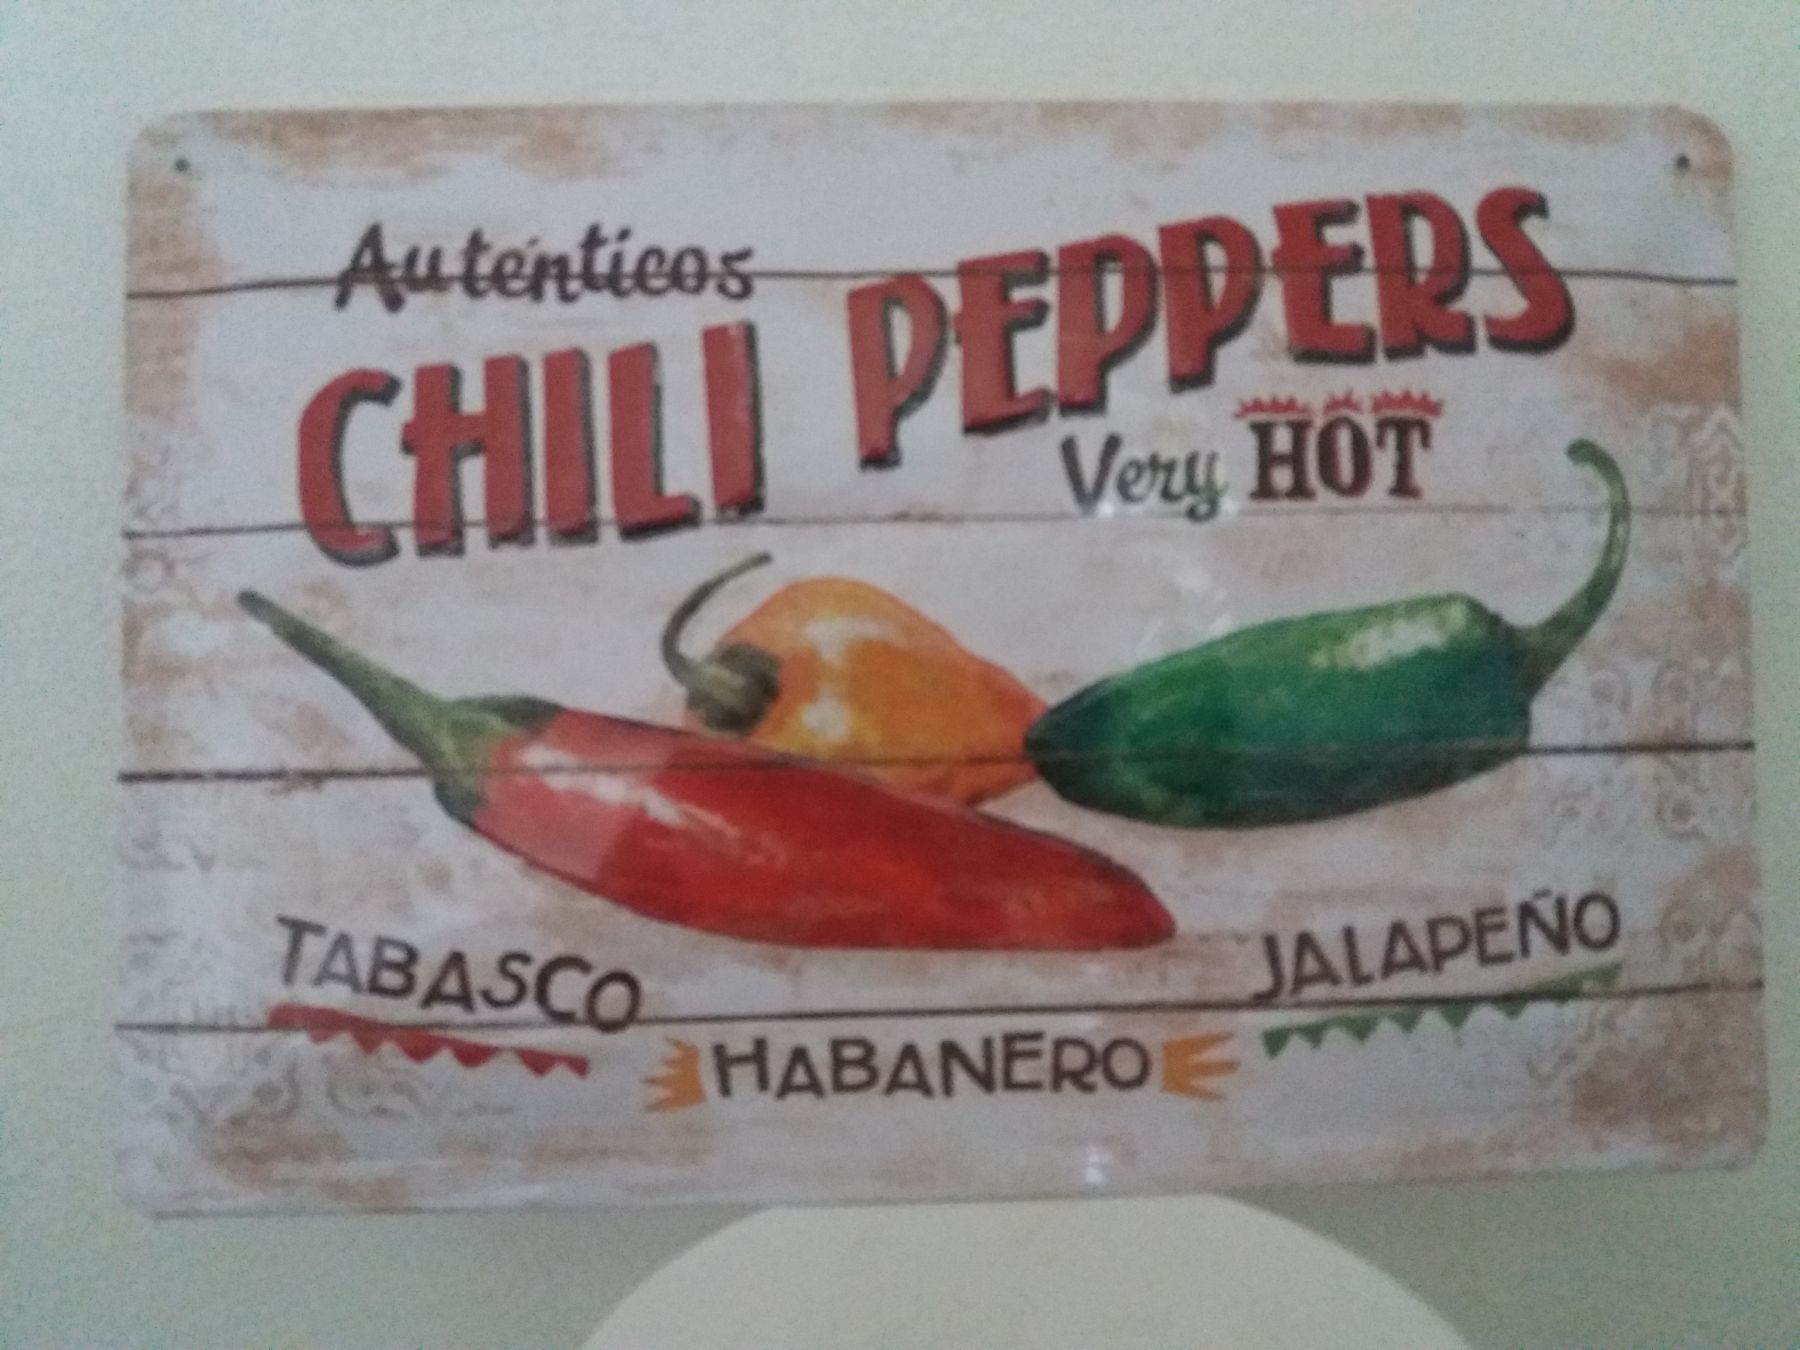 Auténticos
CHILI PEPPERS
Very HOT
TABASCO
HABANERO
JALAPEÑO